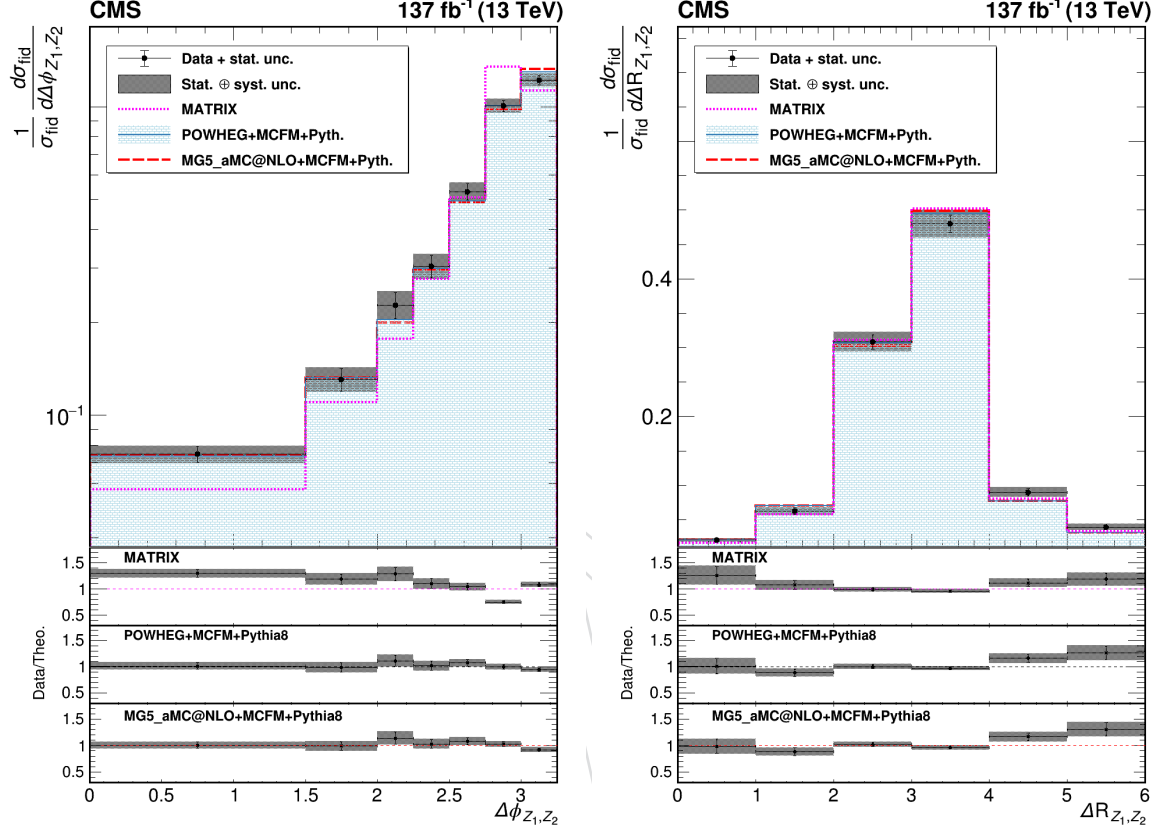 CMS 137 fb⁻¹ (13 TeV)
1/σ_fid dσ_fid/dΔϕ_Z₁,Z₂
Data + stat. unc.
Stat. ⊕ syst. unc.
MATRIX
POWHEG+MCFM+Pyth.
MG5_aMC@NLO+MCFM+Pyth.
10⁻¹
MATRIX
1.5
1
0.5
POWHEG+MCFM+Pythia8
1.5
1
0.5
Data/Theo.
MG5_aMC@NLO+MCFM+Pythia8
1.5
1
0.5
0 0.5 1 1.5 2 2.5 3
Δϕ_Z₁,Z₂
CMS 137 fb⁻¹ (13 TeV)
1/σ_fid dσ_fid/dΔR_Z₁,Z₂
Data + stat. unc.
Stat. ⊕ syst. unc.
MATRIX
POWHEG+MCFM+Pyth.
MG5_aMC@NLO+MCFM+Pyth.
0.4
0.2
MATRIX
1.5
1
0.5
POWHEG+MCFM+Pythia8
1.5
1
0.5
Data/Theo.
MG5_aMC@NLO+MCFM+Pythia8
1.5
1
0.5
0 1 2 3 4 5 6
ΔR_Z₁,Z₂